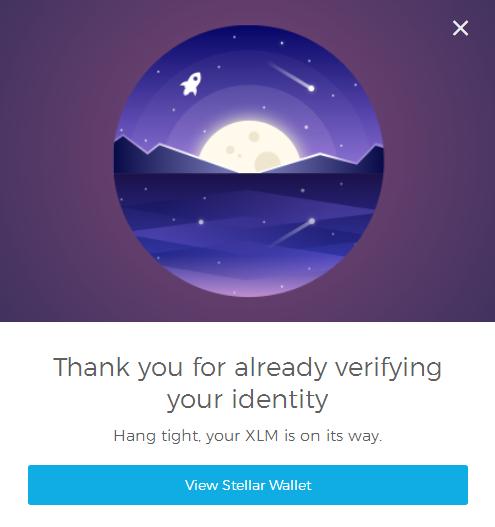 Thank you for already verifying
your identity
Hang tight, your XLM is on its way.
View Stellar Wallet